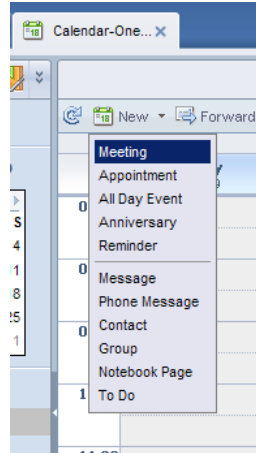 Calendar-One...
New
Forward
Meeting
Appointment
All Day Event
Anniversary
Reminder
Message
Phone Message
Contact
Group
Notebook Page
To Do
S
4